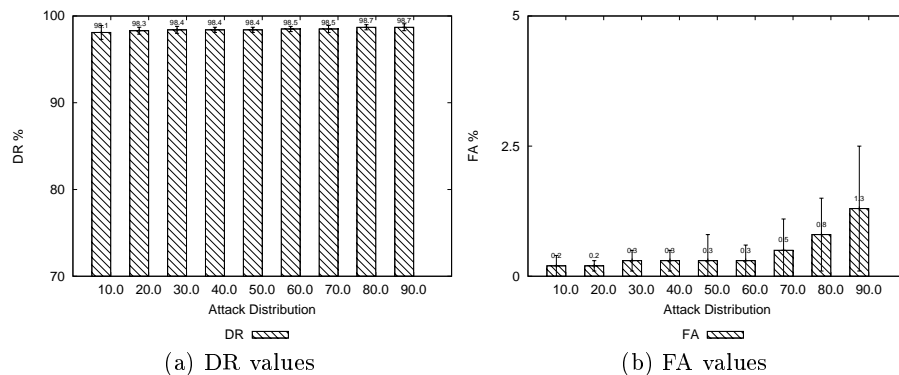 100
90
80
70
DR %
98.1 98.3 98.4 98.4 98.4 98.5 98.5 98.7 98.7
10.0 20.0 30.0 40.0 50.0 60.0 70.0 80.0 90.0
Attack Distribution
DR
(a) DR values
5
2.5
0
FA %
0.2 0.2 0.3 0.3 0.3 0.3 0.5 0.8 1.3
10.0 20.0 30.0 40.0 50.0 60.0 70.0 80.0 90.0
Attack Distribution
FA
(b) FA values